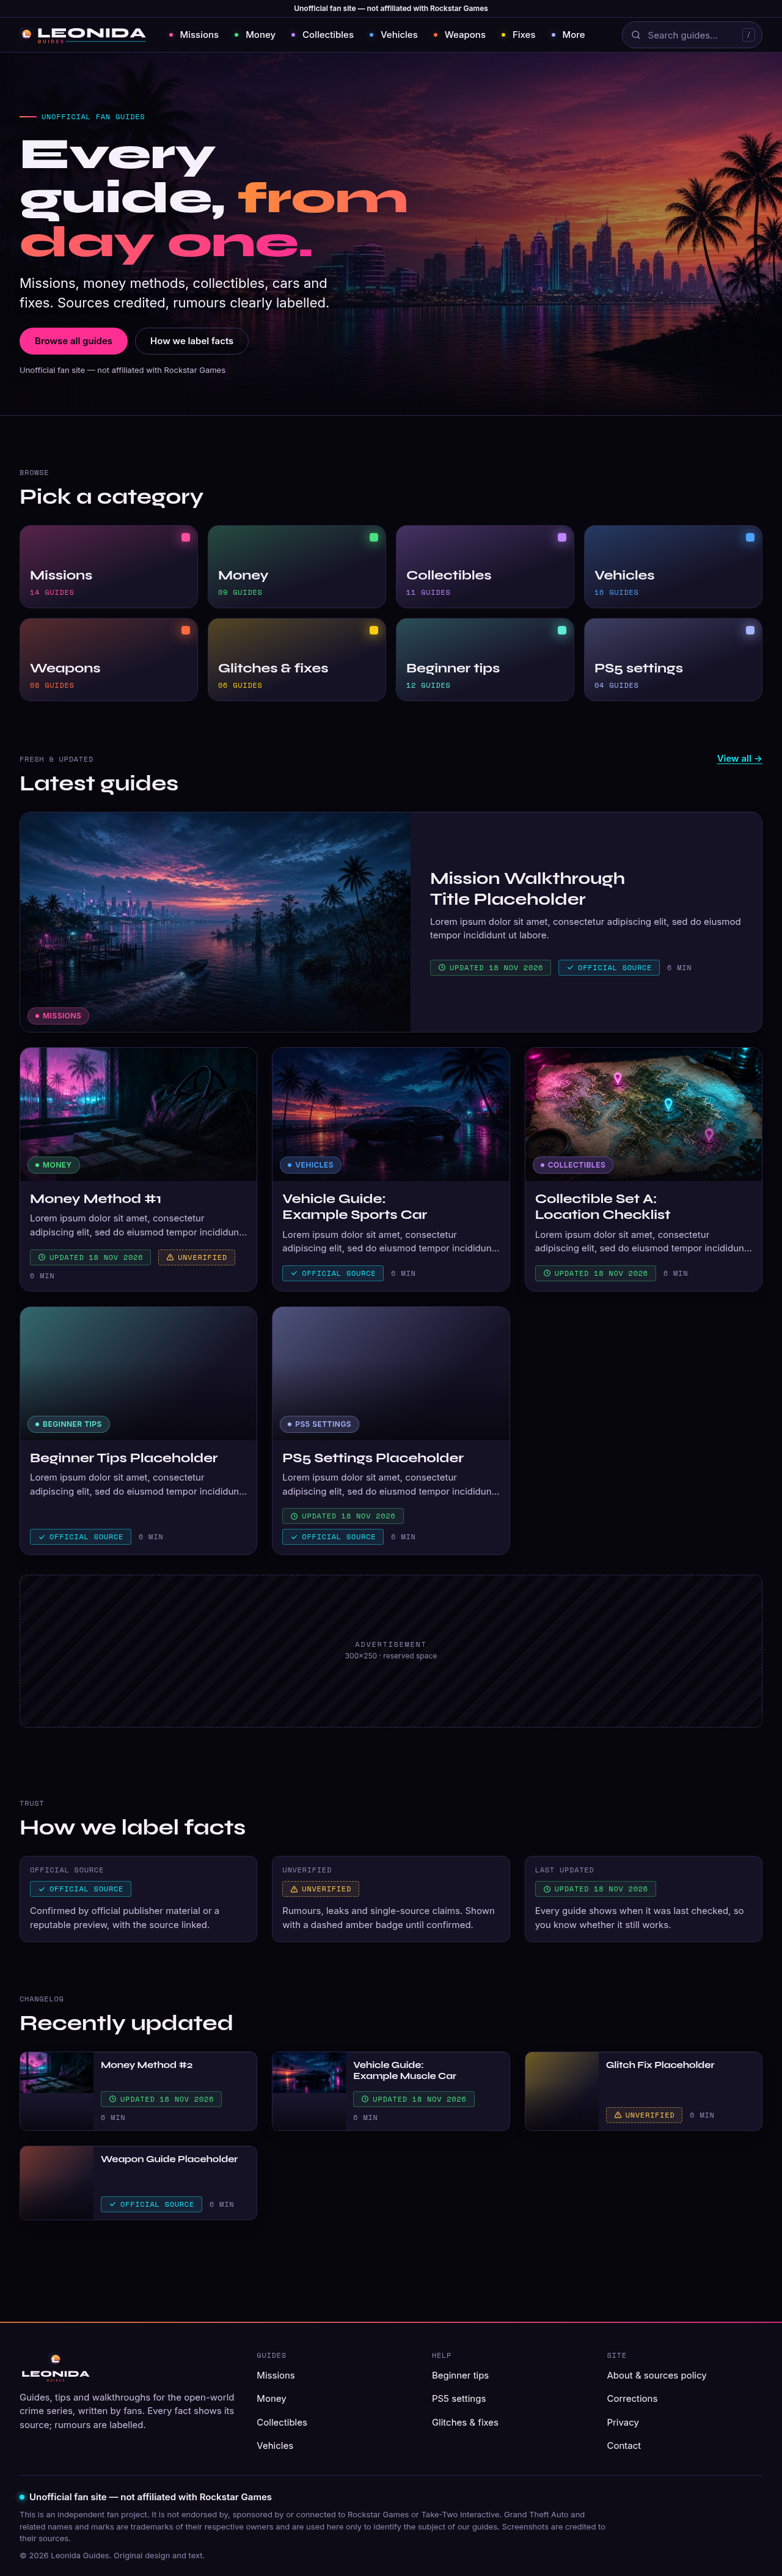 Unofficial fan site — not affiliated with Rockstar Games
LEONIDA
GUIDES
Missions
Money
Collectibles
Vehicles
Weapons
Fixes
More
Search guides...
/
UNOFFICIAL FAN GUIDES
Every
guide, from
day one.
Missions, money methods, collectibles, cars and
fixes. Sources credited, rumours clearly labelled.
Browse all guides
How we label facts
Unofficial fan site — not affiliated with Rockstar Games
BROWSE
Pick a category
Missions
14 GUIDES
Money
09 GUIDES
Collectibles
11 GUIDES
Vehicles
16 GUIDES
Weapons
08 GUIDES
Glitches & fixes
06 GUIDES
Beginner tips
12 GUIDES
PS5 settings
04 GUIDES
FRESH & UPDATED
Latest guides
View all →
MISSIONS
Mission Walkthrough
Title Placeholder
Lorem ipsum dolor sit amet, consectetur adipiscing elit, sed do eiusmod
tempor incididunt ut labore.
UPDATED 18 NOV 2026
OFFICIAL SOURCE
6 MIN
MONEY
Money Method #1
Lorem ipsum dolor sit amet, consectetur
adipiscing elit, sed do eiusmod tempor incididun...
UPDATED 18 NOV 2026
UNVERIFIED
6 MIN
VEHICLES
Vehicle Guide:
Example Sports Car
Lorem ipsum dolor sit amet, consectetur
adipiscing elit, sed do eiusmod tempor incididun...
OFFICIAL SOURCE
6 MIN
COLLECTIBLES
Collectible Set A:
Location Checklist
Lorem ipsum dolor sit amet, consectetur
adipiscing elit, sed do eiusmod tempor incididun...
UPDATED 18 NOV 2026
6 MIN
BEGINNER TIPS
Beginner Tips Placeholder
Lorem ipsum dolor sit amet, consectetur
adipiscing elit, sed do eiusmod tempor incididun...
OFFICIAL SOURCE
6 MIN
PS5 SETTINGS
PS5 Settings Placeholder
Lorem ipsum dolor sit amet, consectetur
adipiscing elit, sed do eiusmod tempor incididun...
UPDATED 18 NOV 2026
OFFICIAL SOURCE
6 MIN
ADVERTISEMENT
300×250 · reserved space
TRUST
How we label facts
OFFICIAL SOURCE
OFFICIAL SOURCE
Confirmed by official publisher material or a
reputable preview, with the source linked.
UNVERIFIED
UNVERIFIED
Rumours, leaks and single-source claims. Shown
with a dashed amber badge until confirmed.
LAST UPDATED
UPDATED 18 NOV 2026
Every guide shows when it was last checked, so
you know whether it still works.
CHANGELOG
Recently updated
Money Method #2
UPDATED 18 NOV 2026
6 MIN
Vehicle Guide:
Example Muscle Car
UPDATED 18 NOV 2026
6 MIN
Glitch Fix Placeholder
UNVERIFIED
6 MIN
Weapon Guide Placeholder
OFFICIAL SOURCE
6 MIN
LEONIDA
GUIDES
Guides, tips and walkthroughs for the open-world
crime series, written by fans. Every fact shows its
source; rumours are labelled.
GUIDES
Missions
Money
Collectibles
Vehicles
HELP
Beginner tips
PS5 settings
Glitches & fixes
SITE
About & sources policy
Corrections
Privacy
Contact
Unofficial fan site — not affiliated with Rockstar Games
This is an independent fan project. It is not endorsed by, sponsored by or connected to Rockstar Games or Take-Two Interactive. Grand Theft Auto and
related names and marks are trademarks of their respective owners and are used here only to identify the subject of our guides. Screenshots are credited to
their sources.
© 2026 Leonida Guides. Original design and text.